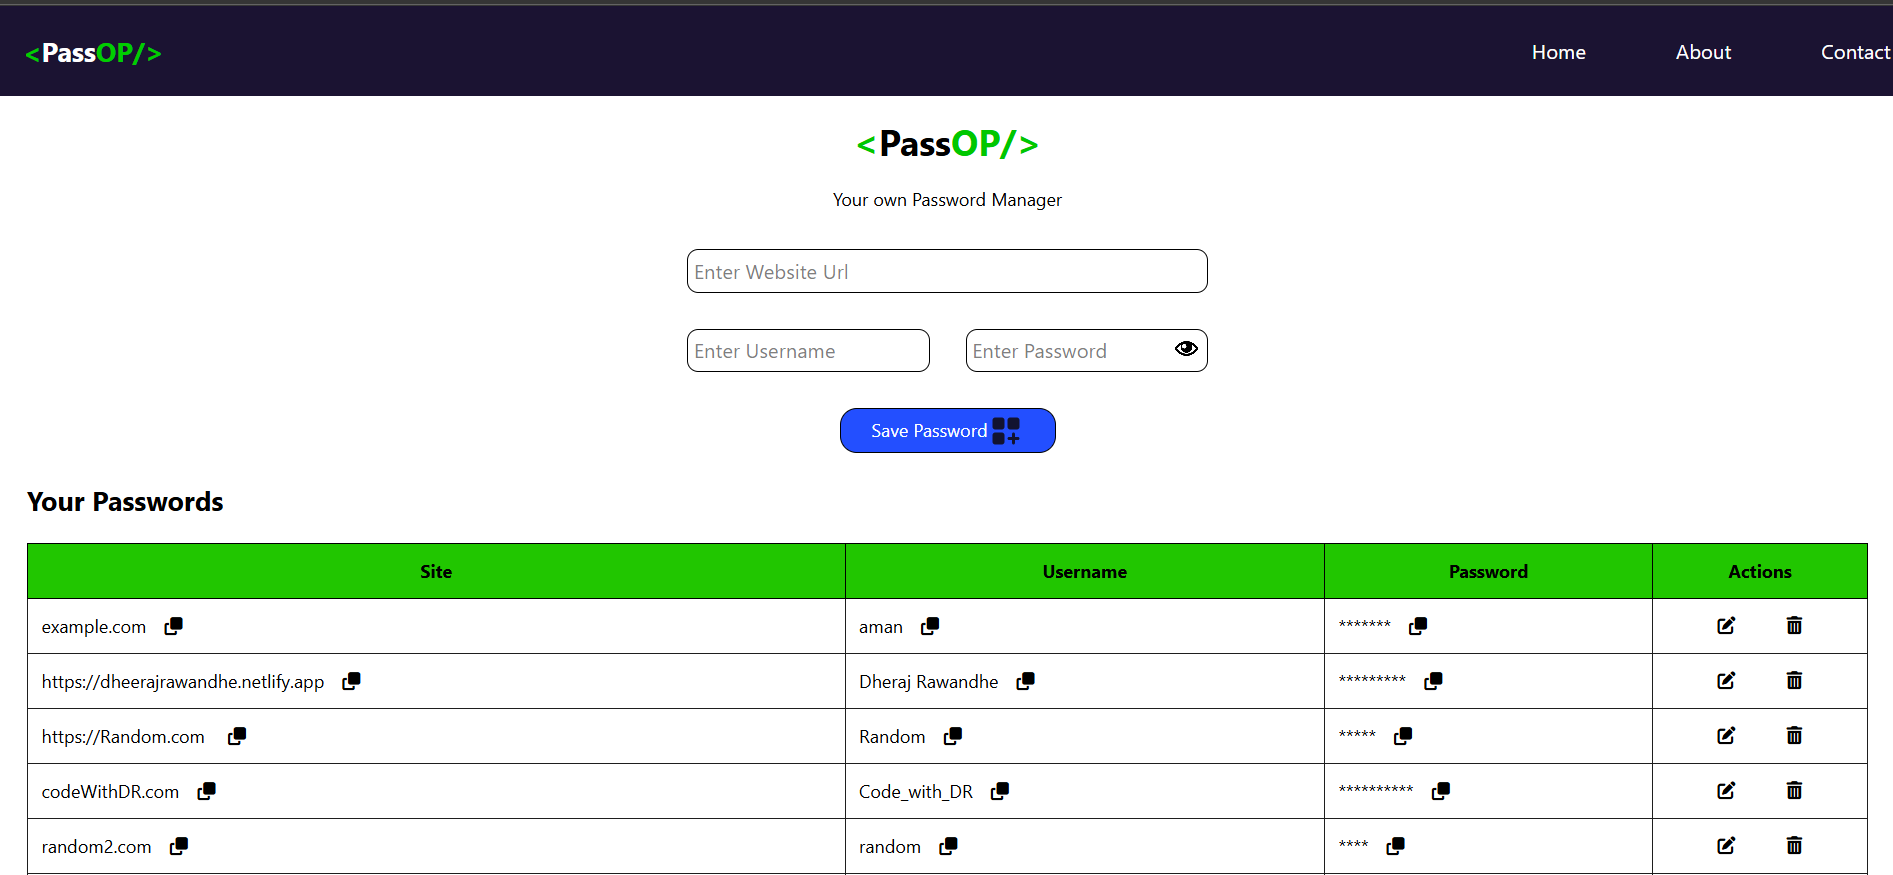 <PassOP/> Home About Contact
<PassOP/>
Your own Password Manager
Enter Website Url
Enter Username Enter Password
Save Password
Your Passwords
Site Username Password Actions
example.com aman *******
https://dheerajrawandhe.netlify.app Dheraj Rawandhe *********
https://Random.com Random *****
codeWithDR.com Code_with_DR **********
random2.com random ****